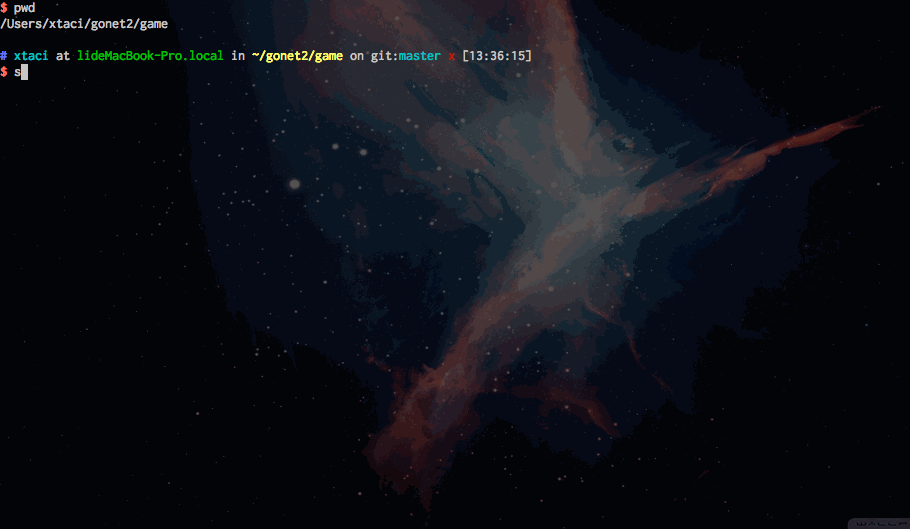 $ pwd
/Users/xtaci/gonet2/game
# xtaci at lideMacBook-Pro.local in ~/gonet2/game on git:master x [13:36:15]
$ s